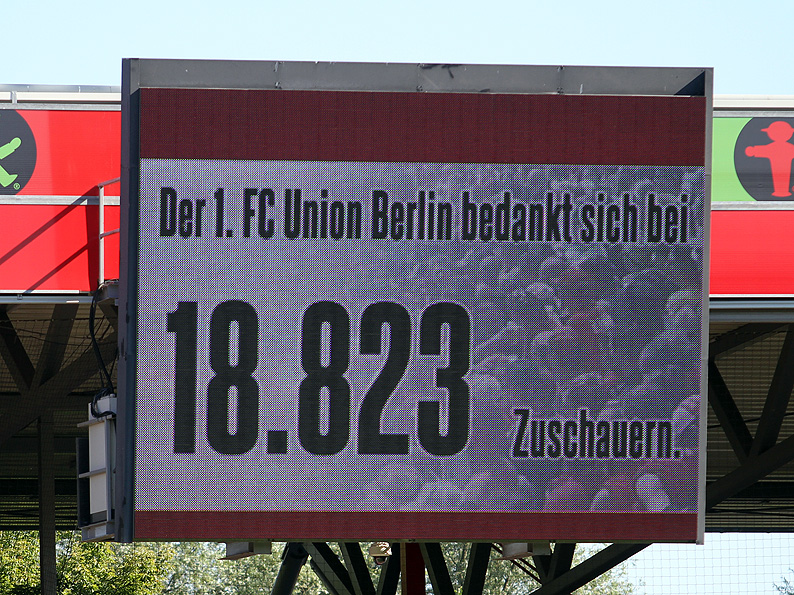 Der 1. FC Union Berlin bedankt sich bei
18.823
Zuschauern.